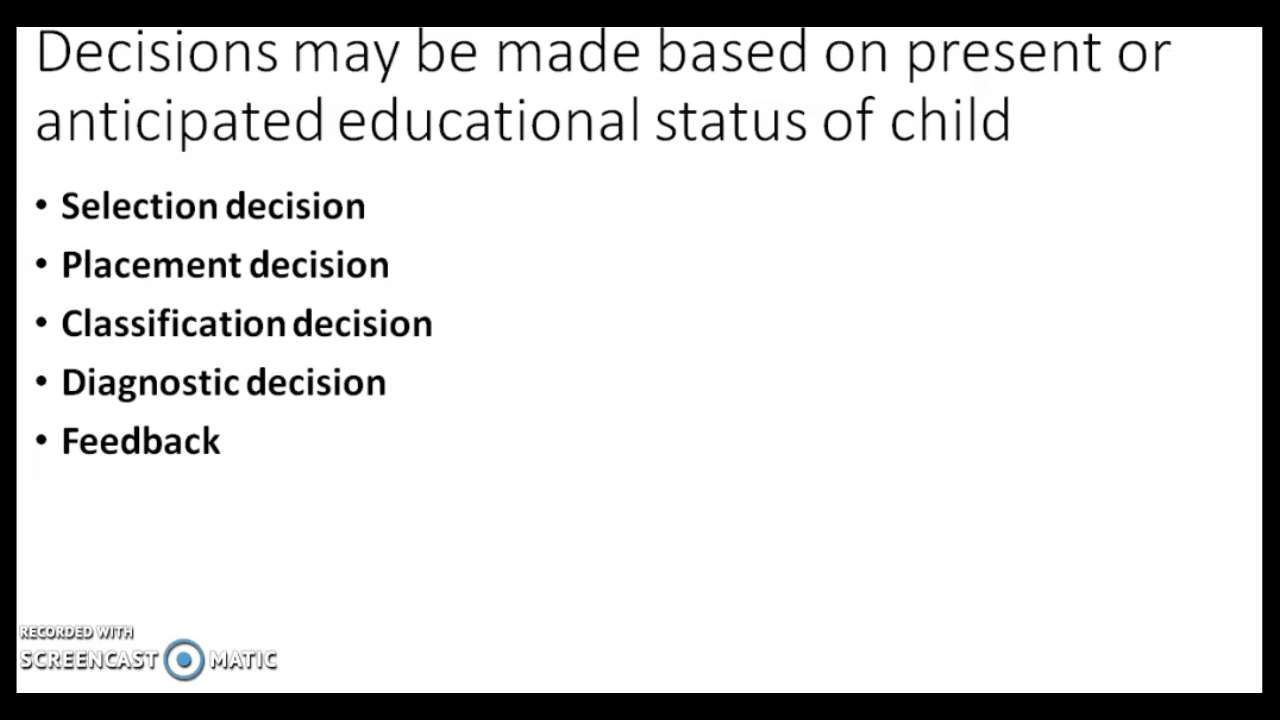 Decisions may be made based on present or
anticipated educational status of child
• Selection decision
• Placement decision
• Classification decision
• Diagnostic decision
• Feedback
RECORDED WITH
SCREENCAST MATIC